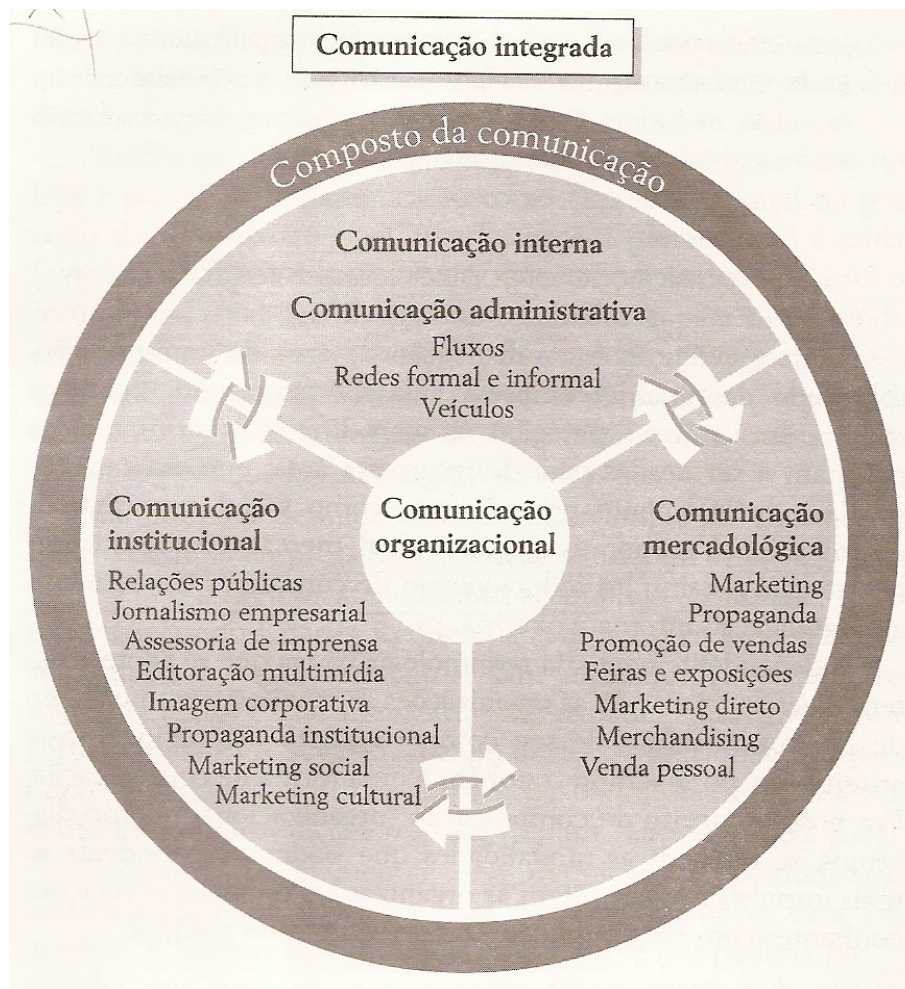 Comunicação integrada
Composto da comunicação
Comunicação interna
Comunicação administrativa
Fluxos
Redes formal e informal
Veículos
Comunicação
institucional
Relações públicas
Jornalismo empresarial
Assessoria de imprensa
Editoração multimídia
Imagem corporativa
Propaganda institucional
Marketing social
Marketing cultural
Comunicação
organizacional
Comunicação
mercadológica
Marketing
Propaganda
Promoção de vendas
Feiras e exposições
Marketing direto
Merchandising
Venda pessoal